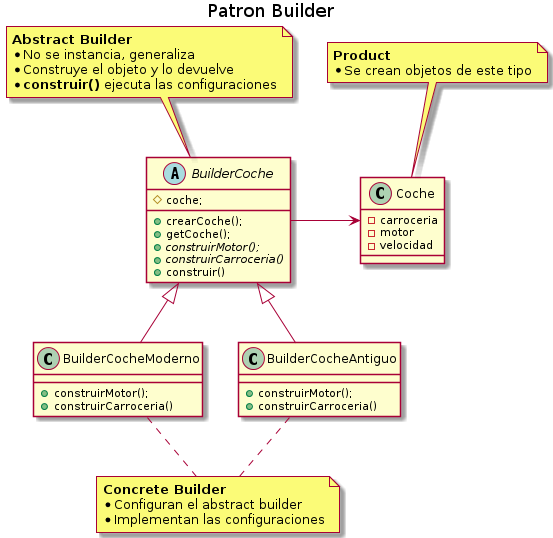 Patron Builder
Abstract Builder
• No se instancia, generaliza
• Construye el objeto y lo devuelve
• construir() ejecuta las configuraciones
Product
• Se crean objetos de este tipo
A BuilderCoche
coche;
crearCoche();
getCoche();
construirMotor();
construirCarroceria()
construir()
C Coche
carroceria
motor
velocidad
C BuilderCocheModerno
construirMotor();
construirCarroceria()
C BuilderCocheAntiguo
construirMotor();
construirCarroceria()
Concrete Builder
• Configuran el abstract builder
• Implementan las configuraciones